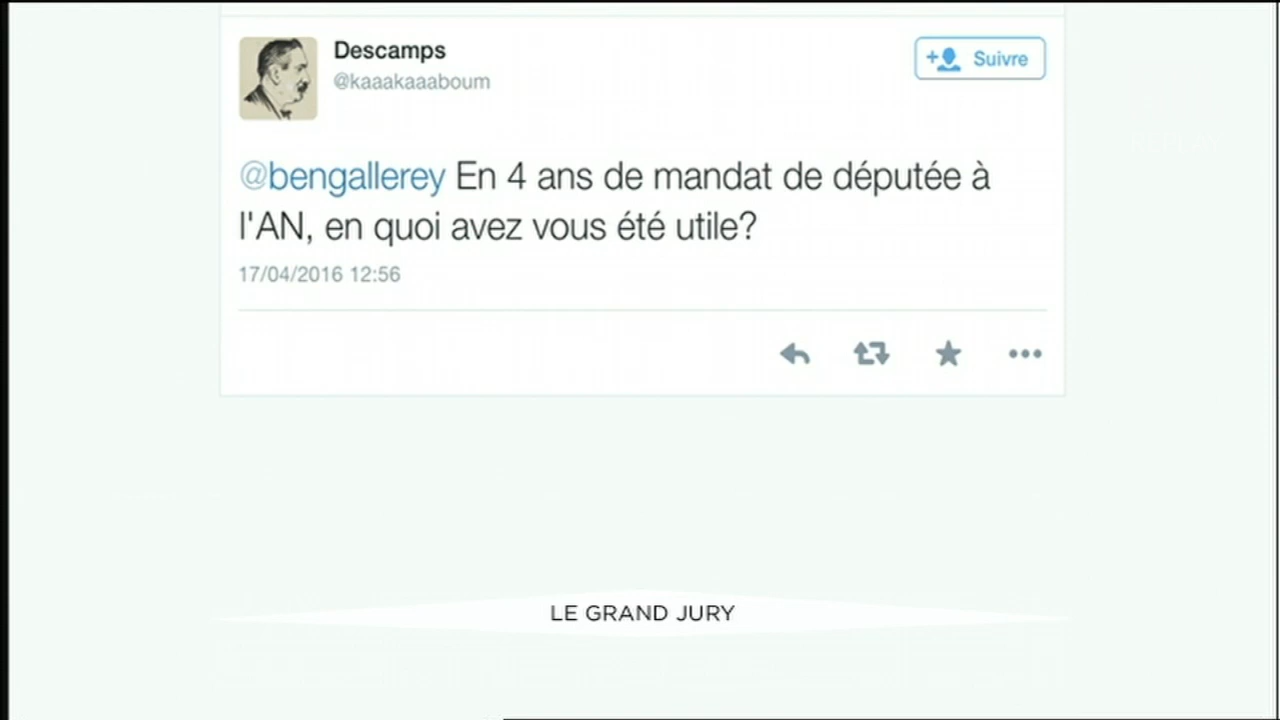 Descamps
@kaaakaaaboum
Suivre
@bengallerey En 4 ans de mandat de députée à
l'AN, en quoi avez vous été utile?
17/04/2016 12:56
REPLAY
LE GRAND JURY